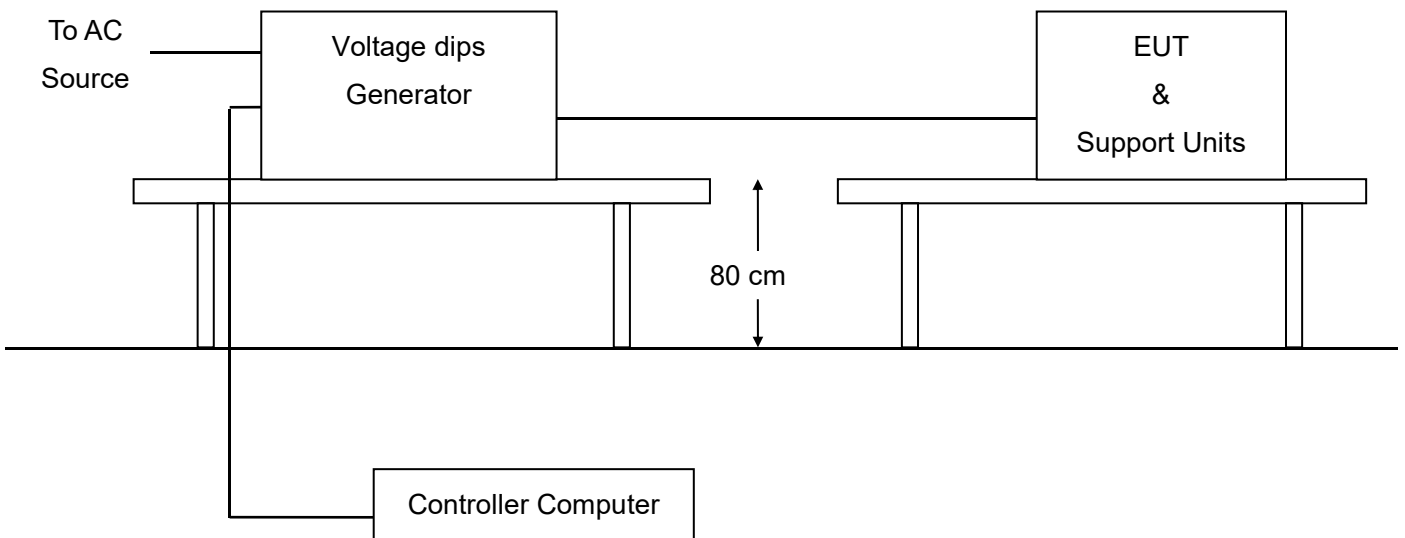 To AC
Source
Voltage dips
Generator
EUT
&
Support Units
80 cm
Controller Computer